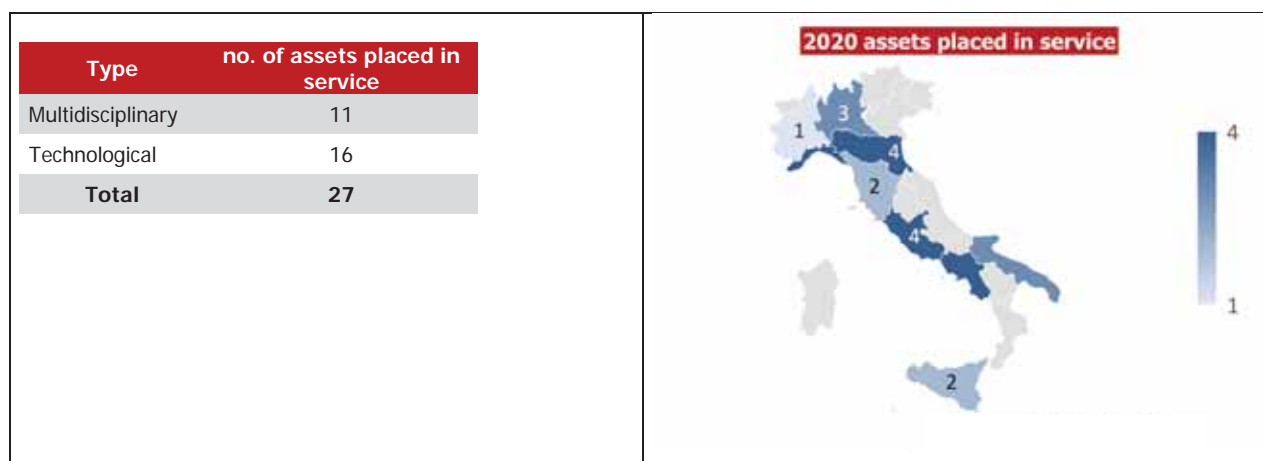 Type no. of assets placed in
service
Multidisciplinary 11
Technological 16
Total 27
2020 assets placed in service
3
1
4
2
4
2
4
1